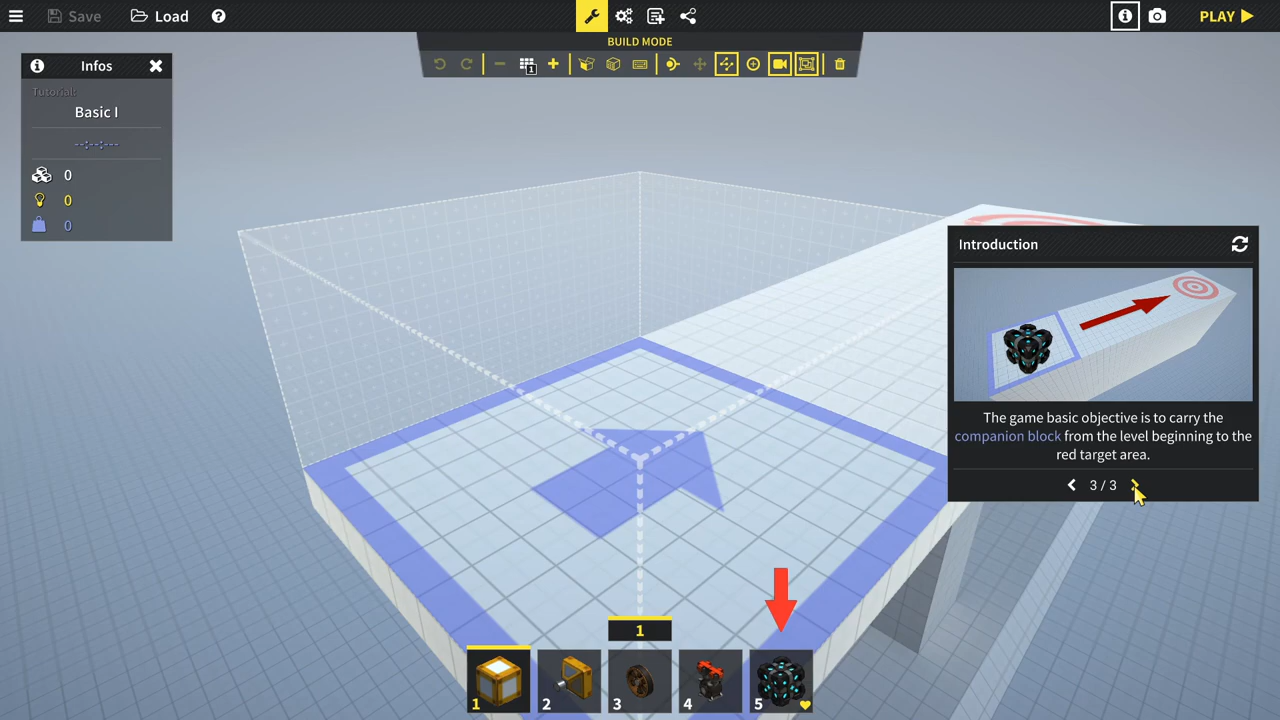 Save
Load
PLAY
BUILD MODE
1
Infos
Tutorial:
Basic I
--:--:---
0
0
0
Introduction
The game basic objective is to carry the
companion block from the level beginning to the
red target area.
3 / 3
1
1
2
3
4
5